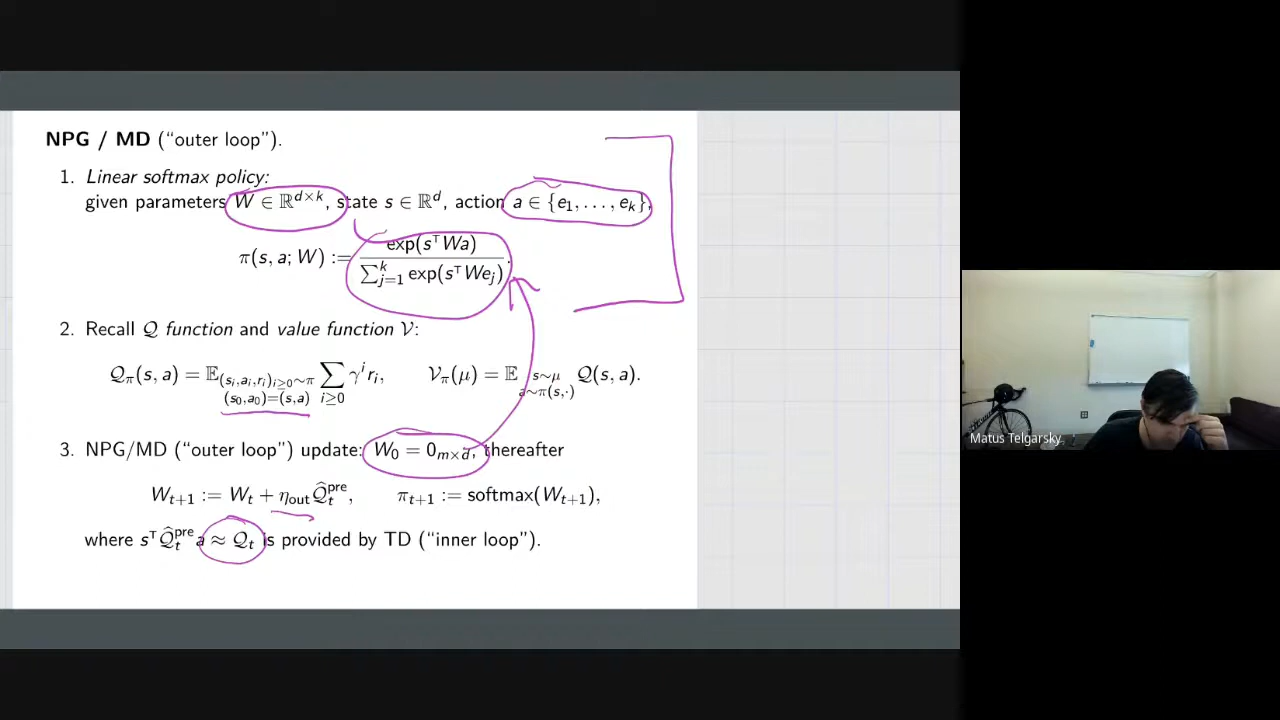 NPG / MD (“outer loop”).
1. Linear softmax policy:
given parameters W ∈ ℝ^{d×k}, state s ∈ ℝ^d, action a ∈ {e_1, …, e_k},
π(s, a; W) := exp(s^⊤Wa) / ∑_{j=1}^k exp(s^⊤We_j).
2. Recall 𝒬 function and value function 𝒱:
𝒬_π(s, a) = 𝔼_{(s_i,a_i,r_i)_{i≥0}∼π, (s_0,a_0)=(s,a)} ∑_{i≥0} γ^i r_i, 𝒱_π(μ) = 𝔼_{s∼μ, a∼π(s,·)} 𝒬(s, a).
3. NPG/MD (“outer loop”) update: W_0 = 0_{m×d}, thereafter
W_{t+1} := W_t + η_out 𝒬̂_t^pre, π_{t+1} := softmax(W_{t+1}),
where s^⊤𝒬̂_t^pre a ≈ 𝒬_t is provided by TD (“inner loop”).
Matus Telgarsky